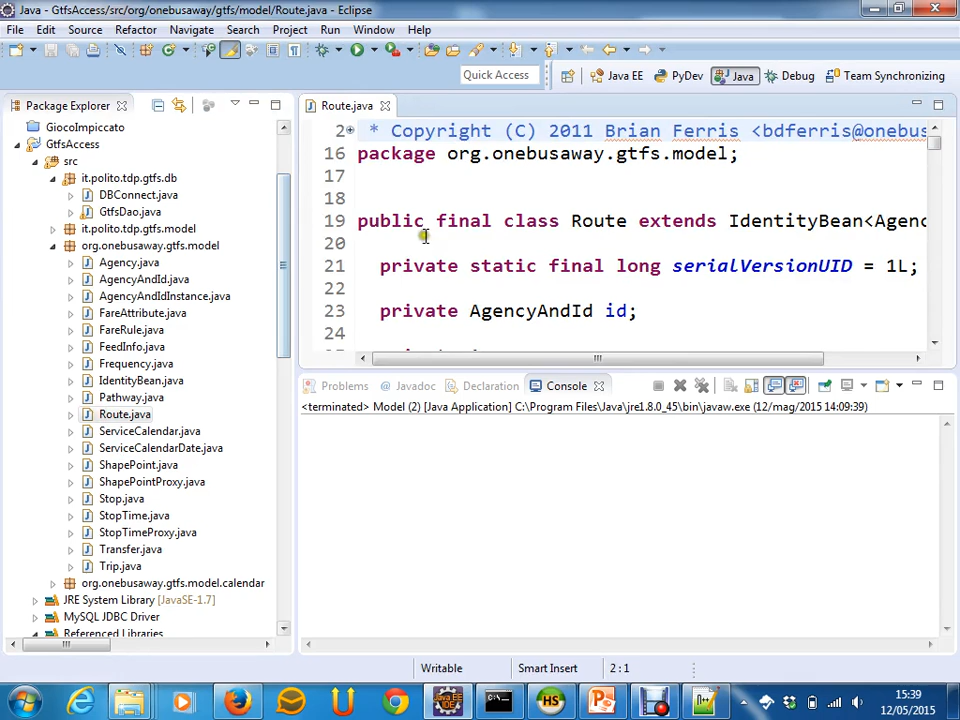 Java - GtfsAccess/src/org/onebusaway/gtfs/model/Route.java - Eclipse
File Edit Source Refactor Navigate Search Project Run Window Help
Quick Access Java EE PyDev Java Debug Team Synchronizing
Package Explorer
GiocoImpiccato
GtfsAccess
src
it.polito.tdp.gtfs.db
DBConnect.java
GtfsDao.java
it.polito.tdp.gtfs.model
org.onebusaway.gtfs.model
Agency.java
AgencyAndId.java
AgencyAndIdInstance.java
FareAttribute.java
FareRule.java
FeedInfo.java
Frequency.java
IdentityBean.java
Pathway.java
Route.java
ServiceCalendar.java
ServiceCalendarDate.java
ShapePoint.java
ShapePointProxy.java
Stop.java
StopTime.java
StopTimeProxy.java
Transfer.java
Trip.java
org.onebusaway.gtfs.model.calendar
JRE System Library [JavaSE-1.7]
MySQL JDBC Driver
Referenced Libraries
Route.java
2 * Copyright (C) 2011 Brian Ferris <bdferris@onebus
16 package org.onebusaway.gtfs.model;
17
18
19 public final class Route extends IdentityBean<Agenc
20
21 private static final long serialVersionUID = 1L;
22
23 private AgencyAndId id;
24
Problems Javadoc Declaration Console
<terminated> Model (2) [Java Application] C:\Program Files\Java\jre1.8.0_45\bin\javaw.exe (12/mag/2015 14:09:39)
Writable Smart Insert 2 : 1
15:39
12/05/2015